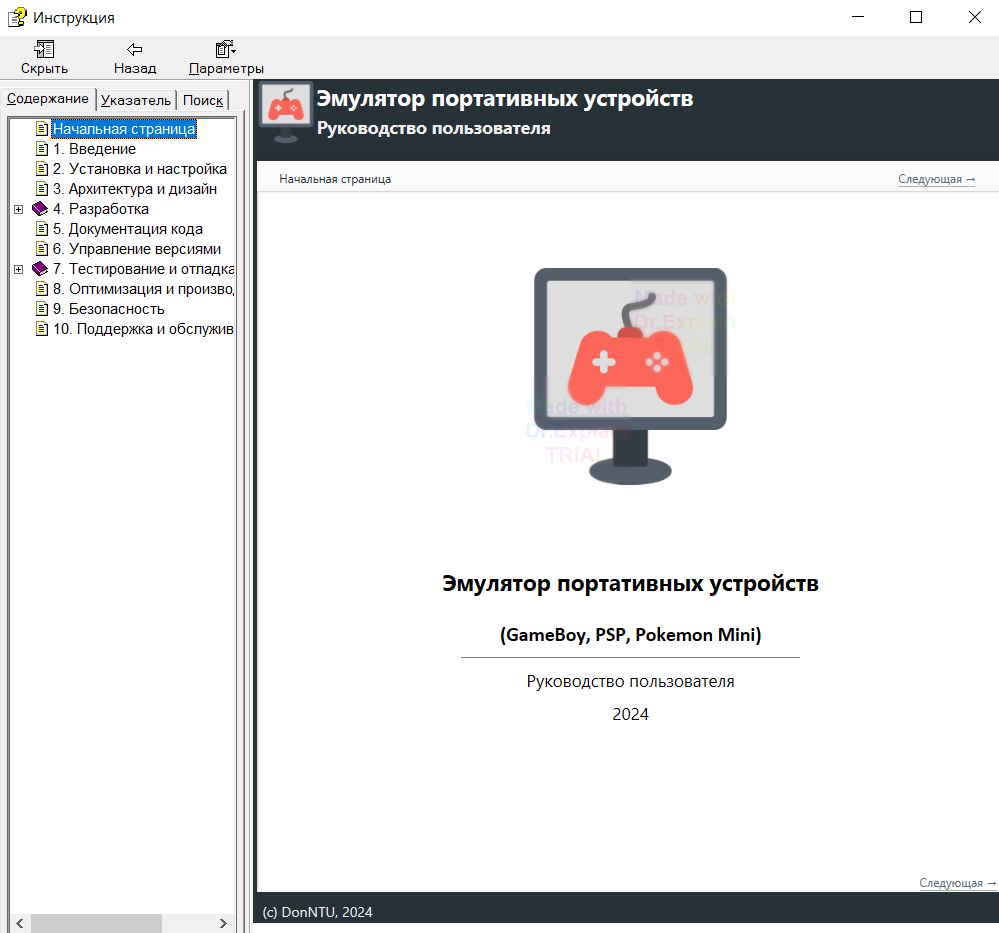 Инструкция
Скрыть
Назад
Параметры
Содержание
Указатель
Поиск
Начальная страница
1. Введение
2. Установка и настройка
3. Архитектура и дизайн
4. Разработка
5. Документация кода
6. Управление версиями
7. Тестирование и отладка
8. Оптимизация и произво
9. Безопасность
10. Поддержка и обслужив
Эмулятор портативных устройств
Руководство пользователя
Начальная страница
Следующая →
Made with
Dr.Explain
Made with
Dr.Explain
TRIAL
Эмулятор портативных устройств
(GameBoy, PSP, Pokemon Mini)
Руководство пользователя
2024
Следующая →
(c) DonNTU, 2024